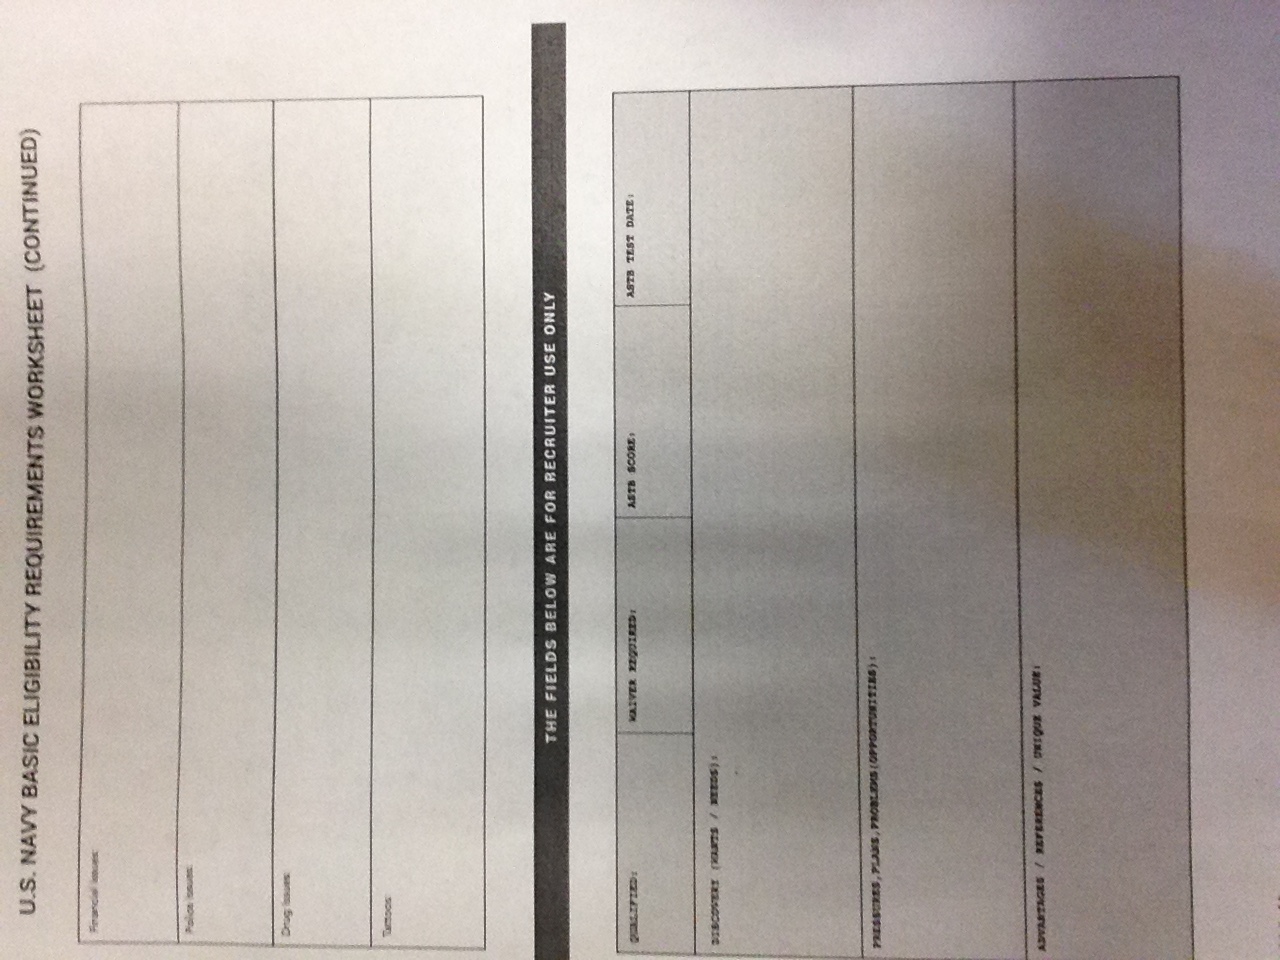 U.S. NAVY BASIC ELIGIBILITY REQUIREMENTS WORKSHEET (CONTINUED)
Financial Issues:
Police Issues:
Drug Issues:
Tattoos:
THE FIELDS BELOW ARE FOR RECRUITER USE ONLY
QUALIFIED: WAIVER REQUIRED: ASTB SCORE: ASTB TEST DATE:
DISCOVERY (WANTS / NEEDS):
PRESSURES, PLANS, PROBLEMS (OPPORTUNITIES):
ADVANTAGES / REFERENCES / UNIQUE VALUE: